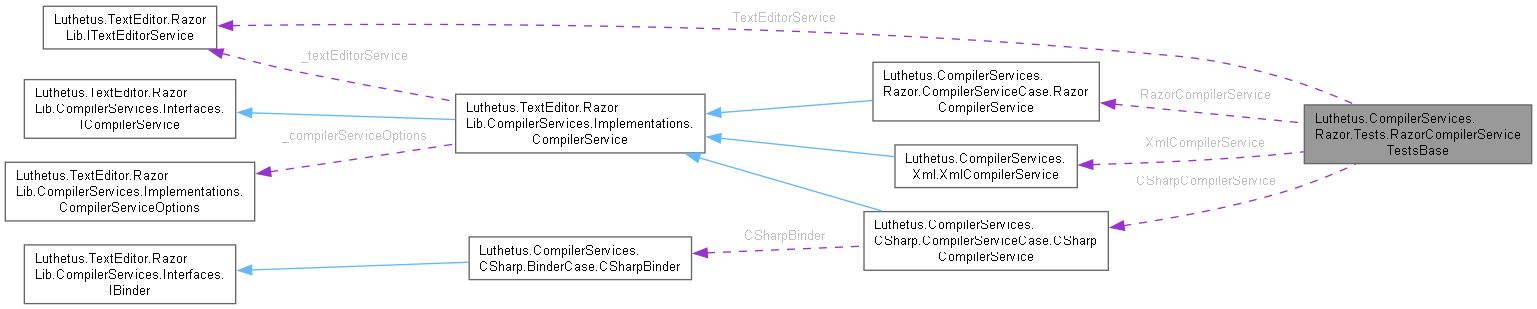 Luthetus.TextEditor.Razor
Lib.ITextEditorService
TextEditorService
_textEditorService
Luthetus.TextEditor.Razor
Lib.CompilerServices.Interfaces.
ICompilerService
_compilerServiceOptions
Luthetus.TextEditor.Razor
Lib.CompilerServices.Implementations.
CompilerServiceOptions
Luthetus.TextEditor.Razor
Lib.CompilerServices.Interfaces.
IBinder
Luthetus.TextEditor.Razor
Lib.CompilerServices.Implementations.
CompilerService
Luthetus.CompilerServices.
CSharp.BinderCase.CSharpBinder
CSharpBinder
Luthetus.CompilerServices.
Razor.CompilerServiceCase.Razor
CompilerService
Luthetus.CompilerServices.
Xml.XmlCompilerService
Luthetus.CompilerServices.
CSharp.CompilerServiceCase.CSharp
CompilerService
RazorCompilerService
XmlCompilerService
CSharpCompilerService
Luthetus.CompilerServices.
Razor.Tests.RazorCompilerService
TestsBase